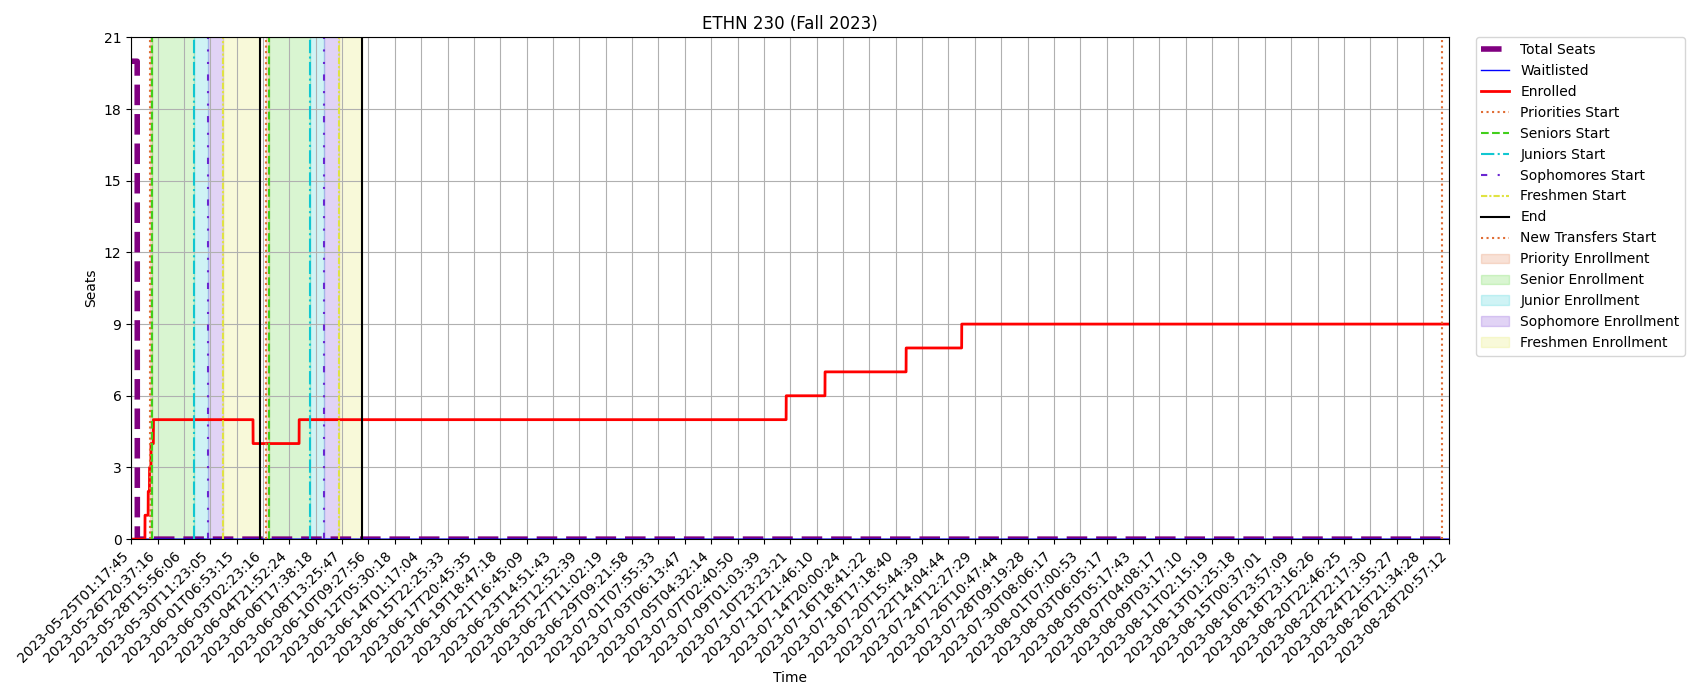 ETHN 230 (Fall 2023)
Seats
21
18
15
12
9
6
3
0
2023-05-25T01:17:45
2023-05-26T20:37:16
2023-05-28T15:56:06
2023-05-30T11:23:05
2023-06-01T06:53:15
2023-06-03T02:23:16
2023-06-04T21:52:24
2023-06-06T17:38:18
2023-06-08T13:25:47
2023-06-10T09:27:56
2023-06-12T05:30:18
2023-06-14T01:17:04
2023-06-15T22:25:33
2023-06-17T20:45:35
2023-06-19T18:47:18
2023-06-21T16:45:09
2023-06-23T14:51:43
2023-06-25T12:52:39
2023-06-27T11:02:19
2023-06-29T09:21:58
2023-07-01T07:55:33
2023-07-03T06:13:47
2023-07-05T04:32:14
2023-07-07T02:40:50
2023-07-09T01:03:39
2023-07-10T23:23:21
2023-07-12T21:46:10
2023-07-14T20:00:24
2023-07-16T18:41:22
2023-07-18T17:18:40
2023-07-20T15:44:39
2023-07-22T14:04:44
2023-07-24T12:27:29
2023-07-26T10:47:44
2023-07-28T09:19:28
2023-07-30T08:06:17
2023-08-01T07:00:53
2023-08-03T06:05:17
2023-08-05T05:17:43
2023-08-07T04:08:17
2023-08-09T03:17:10
2023-08-11T02:15:19
2023-08-13T01:25:18
2023-08-15T00:37:01
2023-08-16T23:57:09
2023-08-18T23:16:26
2023-08-20T22:46:25
2023-08-22T22:17:30
2023-08-24T21:55:27
2023-08-26T21:34:28
2023-08-28T20:57:12
Time
Total Seats
Waitlisted
Enrolled
Priorities Start
Seniors Start
Juniors Start
Sophomores Start
Freshmen Start
End
New Transfers Start
Priority Enrollment
Senior Enrollment
Junior Enrollment
Sophomore Enrollment
Freshmen Enrollment